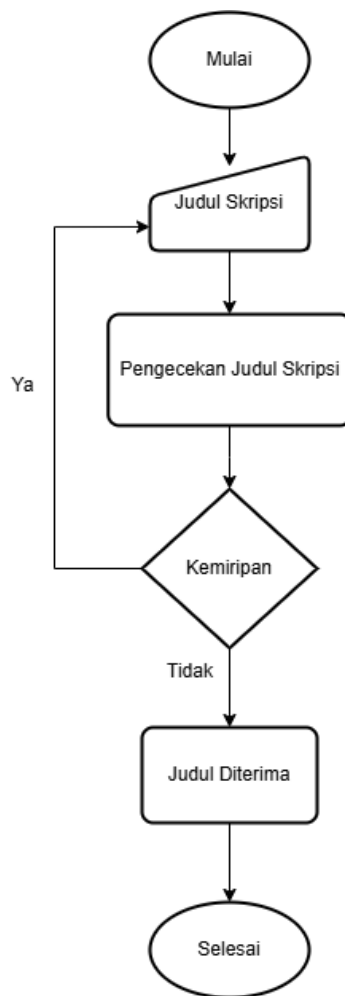 Mulai
Judul Skripsi
Pengecekan Judul Skripsi
Ya
Kemiripan
Tidak
Judul Diterima
Selesai